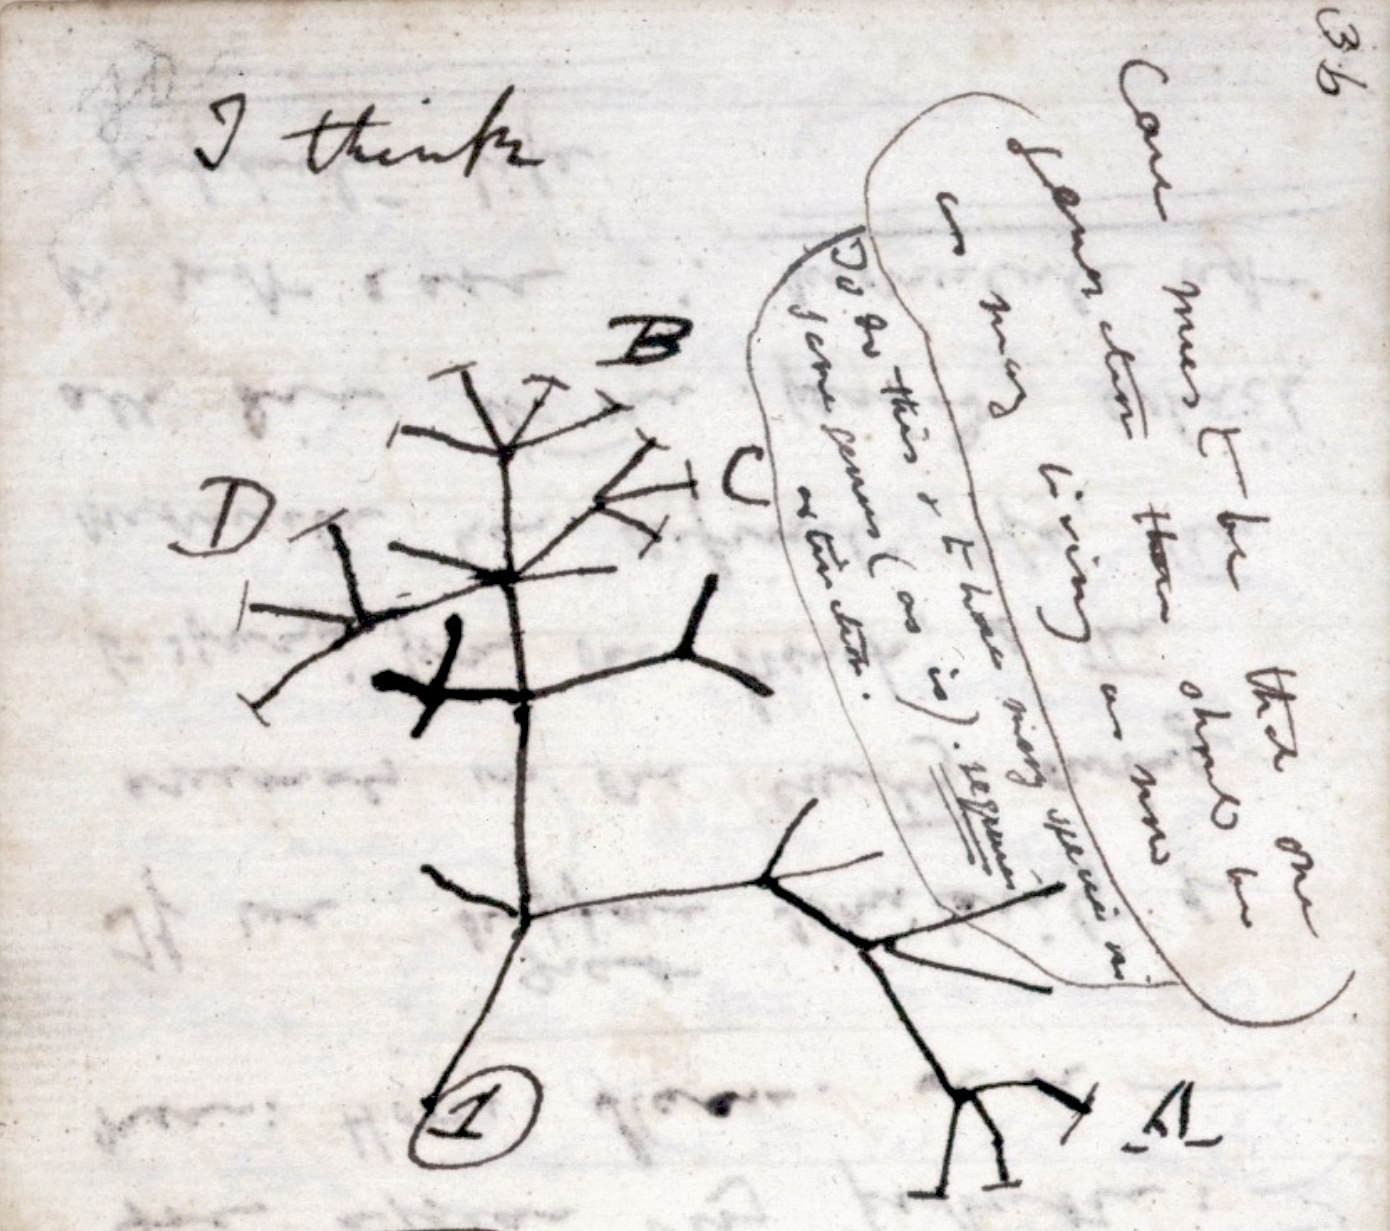 36
I think
Case must be that one
generation then should be
as many living as now
To do this & to have many species in
same genus (as is). requires
extinction.
B
C
D
A
1